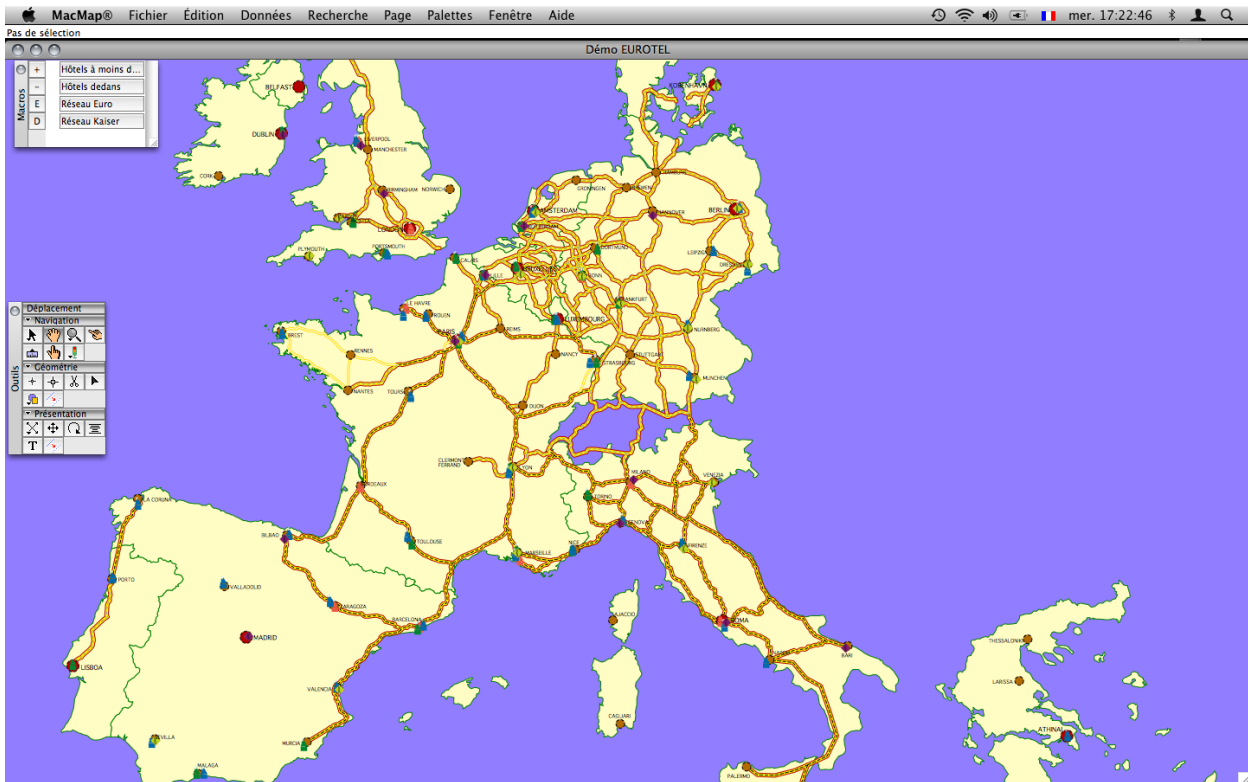 MacMap® Fichier Édition Données Recherche Page Palettes Fenêtre Aide mer. 17:22:46
Pas de sélection
Démo EUROTEL
Macros
+ Hôtels à moins d...
– Hôtels dedans
E Réseau Euro
D Réseau Kaiser
Outils
Déplacement
Navigation
Géométrie
Présentation
T
KOBENHAVN
BELFAST
DUBLIN
LIVERPOOL
MANCHESTER
CORK
BIRMINGHAM
NORWICH
GRONINGEN
HANNOVER
BERLIN
AMSTERDAM
LONDON
PLYMOUTH
PORTSMOUTH
DORTMUND
LEIPZIG
DRESDEN
CALAIS
LILLE
BONN
FRANKFURT
LE HAVRE
ROUEN
LUXEMBOURG
NURNBERG
BREST
PARIS
REIMS
RENNES
NANCY
STRASBOURG
STUTTGART
MUNCHEN
NANTES
TOURS
DIJON
CLERMONT
FERRAND
LYON
MILANO
VENEZIA
BORDEAUX
TORINO
LA CORUNA
GENOVA
BILBAO
TOULOUSE
MARSEILLE
NICE
FIRENZE
PORTO
VALLADOLID
ZARAGOZA
BARCELONA
AJACCIO
ROMA
MADRID
THESSALONIK
BARI
LISBOA
LARISSA
VALENCIA
CAGLIARI
SEVILLA
MURCIA
ATHINAI
MALAGA
PALERMO